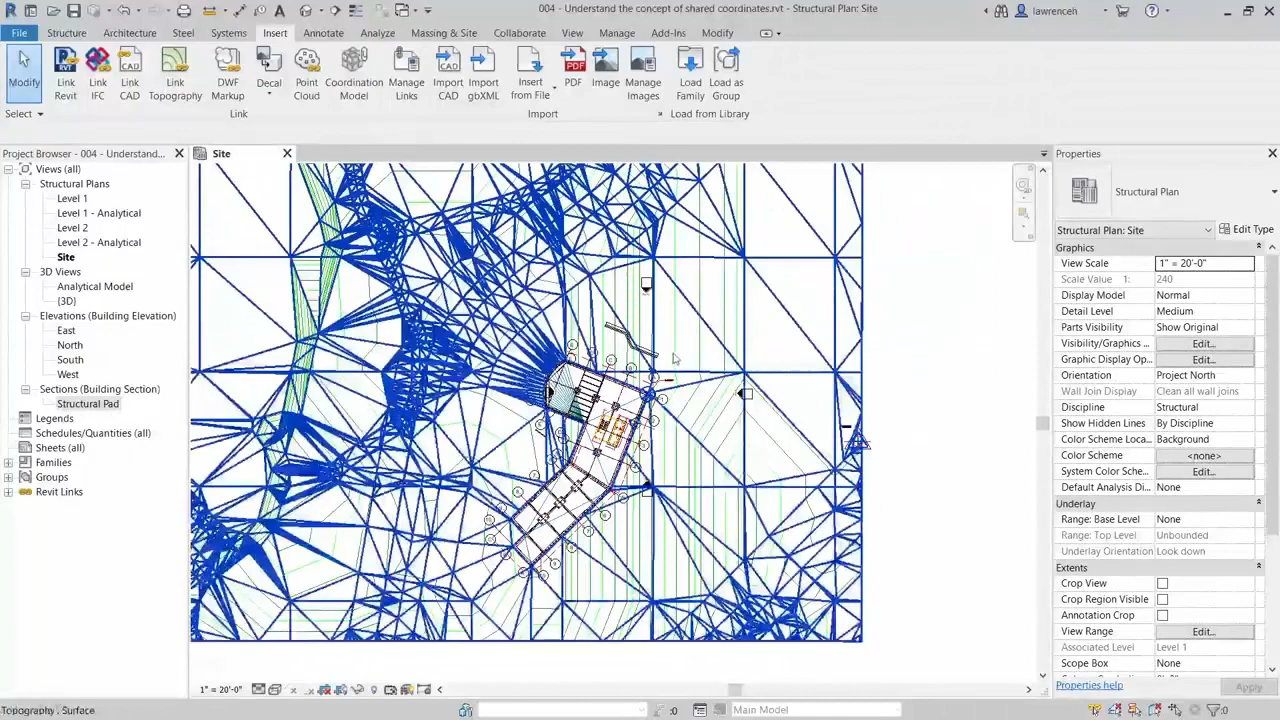 004 - Understand the concept of shared coordinates.rvt - Structural Plan: Site
lawrenceh
File Structure Architecture Steel Systems Insert Annotate Analyze Massing & Site Collaborate View Manage Add-Ins Modify
Modify
Link Revit
Link IFC
Link CAD
Link Topography
DWF Markup
Decal
Point Cloud
Coordination Model
Manage Links
Import CAD
Import gbXML
Insert from File
PDF
Image
Manage Images
Load Family
Load as Group
Select
Link
Import
Load from Library
Project Browser - 004 - Understand...
Views (all)
Structural Plans
Level 1
Level 1 - Analytical
Level 2
Level 2 - Analytical
Site
3D Views
Analytical Model
{3D}
Elevations (Building Elevation)
East
North
South
West
Sections (Building Section)
Structural Pad
Legends
Schedules/Quantities (all)
Sheets (all)
Families
Groups
Revit Links
Site
Properties
Structural Plan
Structural Plan: Site
Edit Type
Graphics
View Scale 1" = 20'-0"
Scale Value 1: 240
Display Model Normal
Detail Level Medium
Parts Visibility Show Original
Visibility/Graphics ... Edit...
Graphic Display Op... Edit...
Orientation Project North
Wall Join Display Clean all wall joins
Discipline Structural
Show Hidden Lines By Discipline
Color Scheme Loca... Background
Color Scheme <none>
System Color Sche... Edit...
Default Analysis Di... None
Underlay
Range: Base Level None
Range: Top Level Unbounded
Underlay Orientation Look down
Extents
Crop View
Crop Region Visible
Annotation Crop
View Range Edit...
Associated Level Level 1
Scope Box None
Properties help
Apply
1" = 20'-0"
Topography : Surface
:0
Main Model
:0